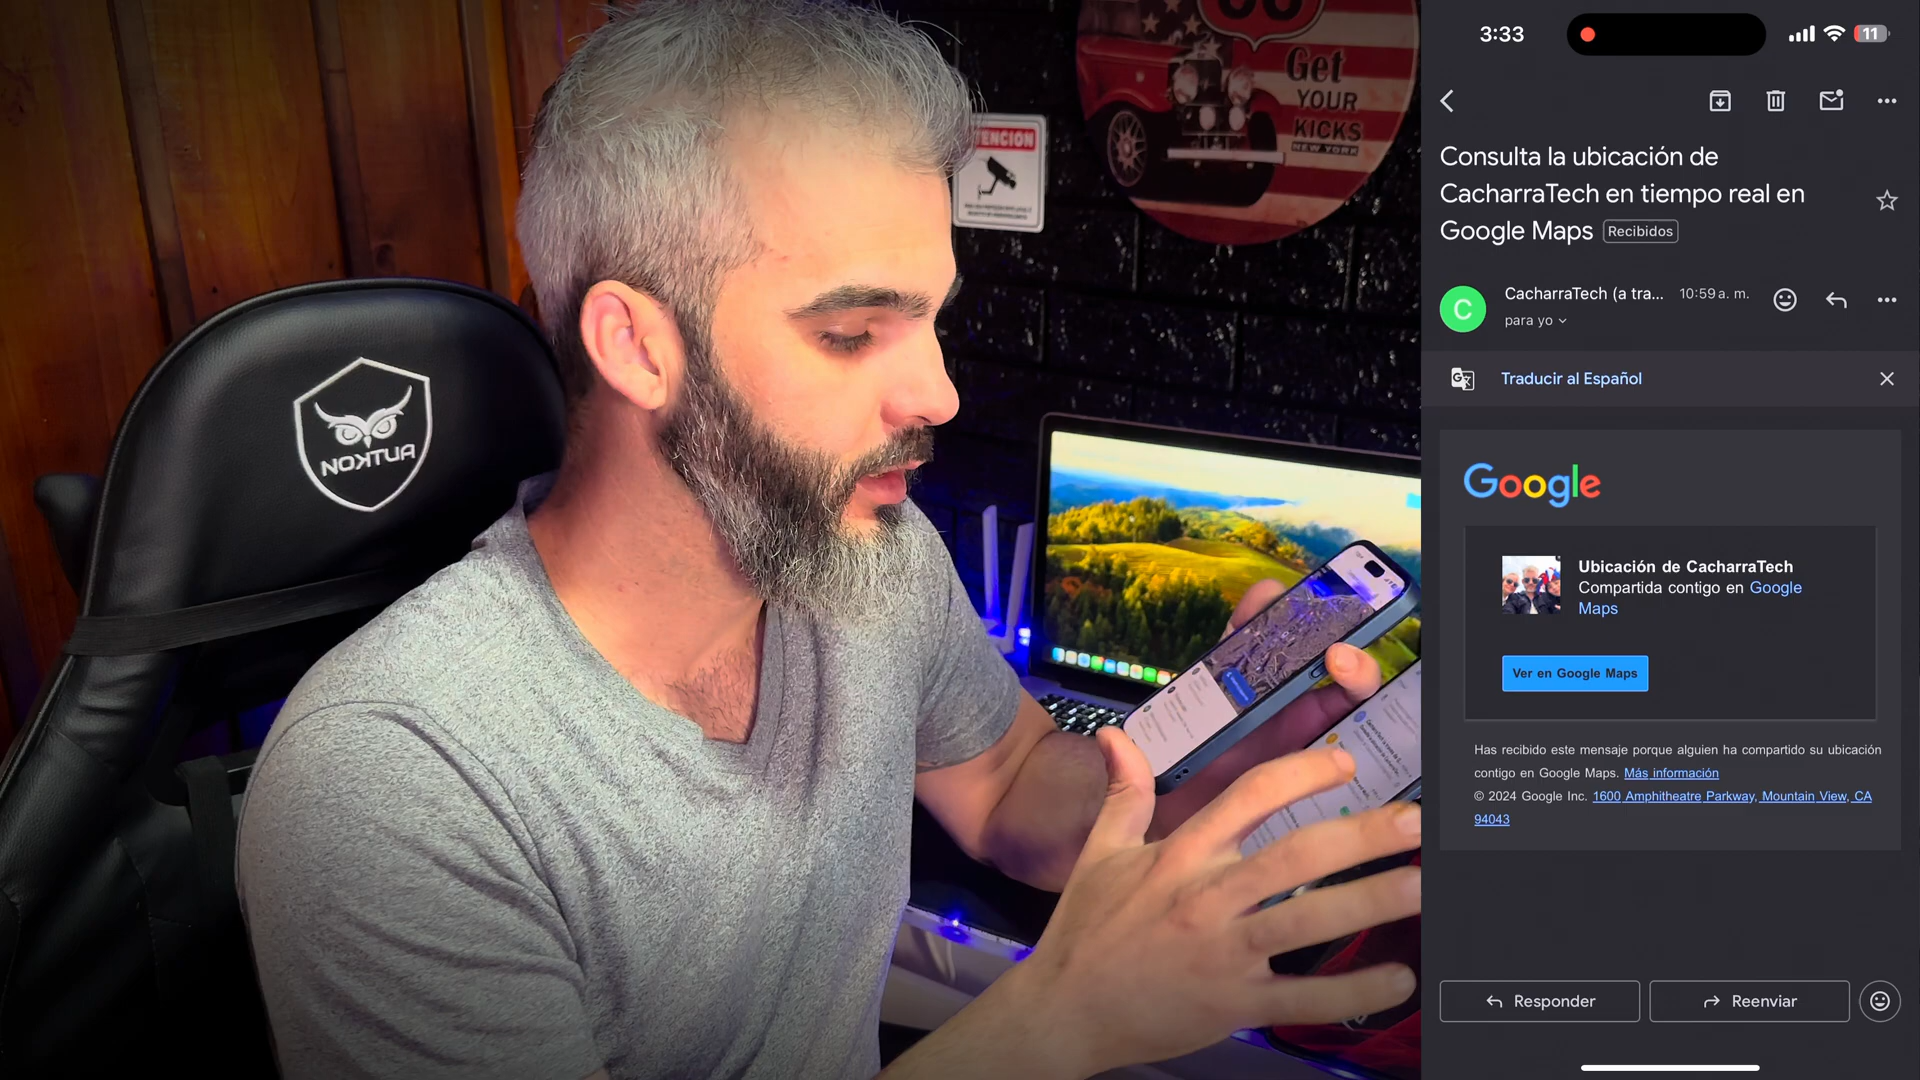 66
Get
YOUR
KICKS
NEW YORK
ATENCIÓN
NOKTUA
3:33
11
Consulta la ubicación de
CacharraTech en tiempo real en
Google Maps Recibidos
C
CacharraTech (a tra... 10:59 a. m.
para yo
Traducir al Español
Google
Ubicación de CacharraTech
Compartida contigo en Google
Maps
Ver en Google Maps
Has recibido este mensaje porque alguien ha compartido su ubicación
contigo en Google Maps. Más información
© 2024 Google Inc. 1600 Amphitheatre Parkway, Mountain View, CA
94043
Responder
Reenviar